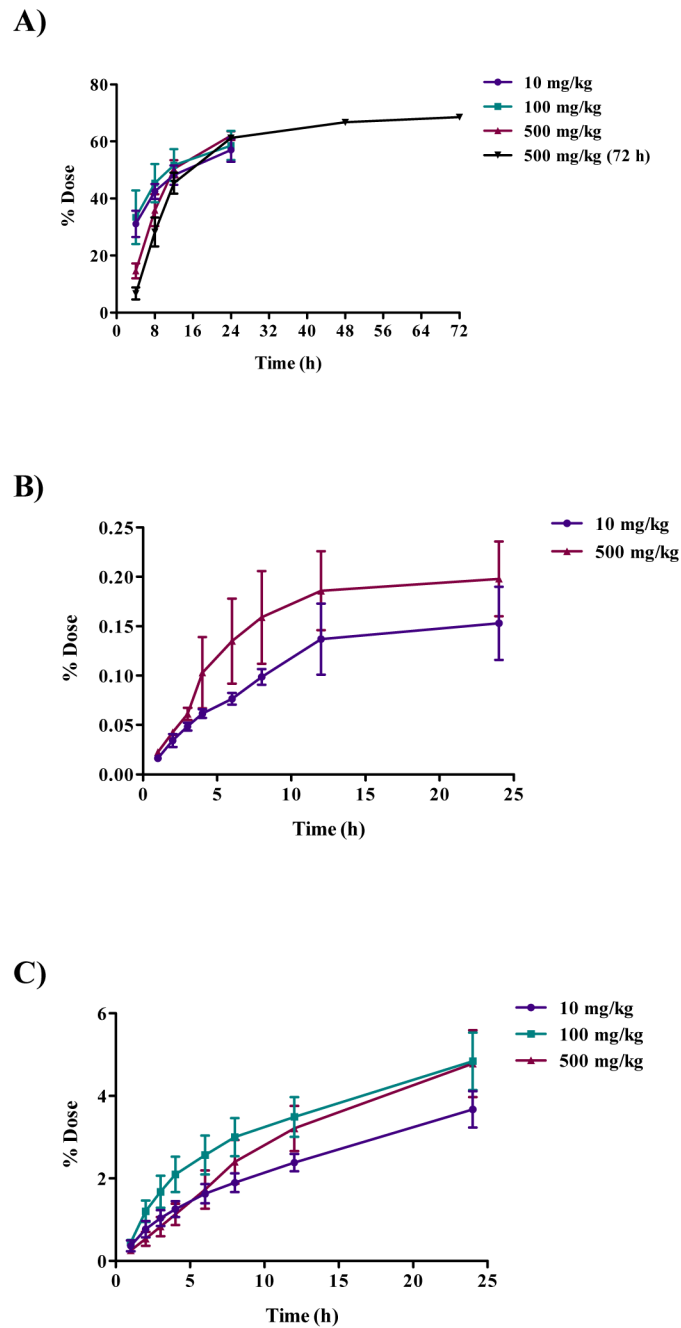 A)
80
60
40
20
0
% Dose
0 8 16 24 32 40 48 56 64 72
Time (h)
10 mg/kg
100 mg/kg
500 mg/kg
500 mg/kg (72 h)
B)
0.25
0.20
0.15
0.10
0.05
0.00
% Dose
0 5 10 15 20 25
Time (h)
10 mg/kg
500 mg/kg
C)
6
4
2
0
% Dose
0 5 10 15 20 25
Time (h)
10 mg/kg
100 mg/kg
500 mg/kg